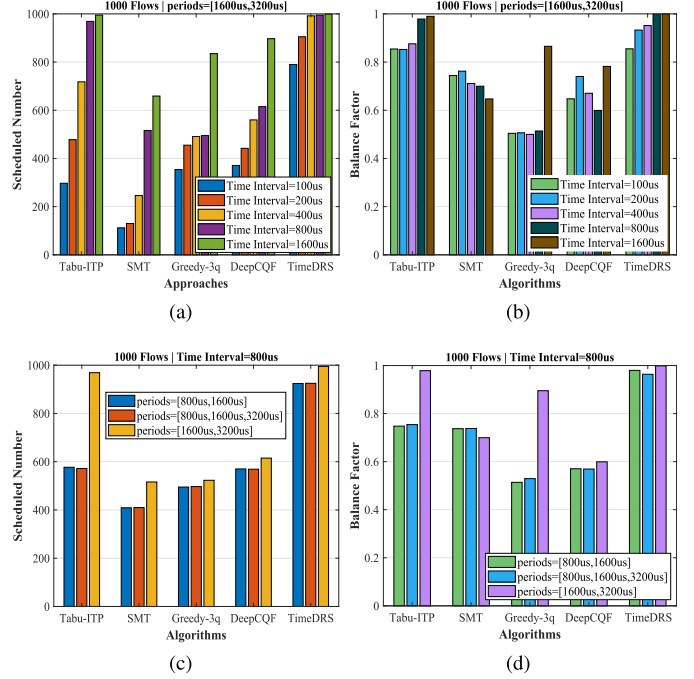 1000 Flows | periods=[1600us,3200us]
Scheduled Number
1000
800
600
400
200
0
Time Interval=100us
Time Interval=200us
Time Interval=400us
Time Interval=800us
Time Interval=1600us
Tabu-ITP SMT Greedy-3q DeepCQF TimeDRS
Approaches
(a)
1000 Flows | periods=[1600us,3200us]
Balance Factor
1
0.8
0.6
0.4
0.2
0
Time Interval=100us
Time Interval=200us
Time Interval=400us
Time Interval=800us
Time Interval=1600us
Tabu-ITP SMT Greedy-3q DeepCQF TimeDRS
Algorithms
(b)
1000 Flows | Time Interval=800us
Scheduled Number
1000
800
600
400
200
0
periods=[800us,1600us]
periods=[800us,1600us,3200us]
periods=[1600us,3200us]
Tabu-ITP SMT Greedy-3q DeepCQF TimeDRS
Algorithms
(c)
1000 Flows | Time Interval=800us
Balance Factor
1
0.8
0.6
0.4
0.2
0
periods=[800us,1600us]
periods=[800us,1600us,3200us]
periods=[1600us,3200us]
Tabu-ITP SMT Greedy-3q DeepCQF TimeDRS
Algorithms
(d)